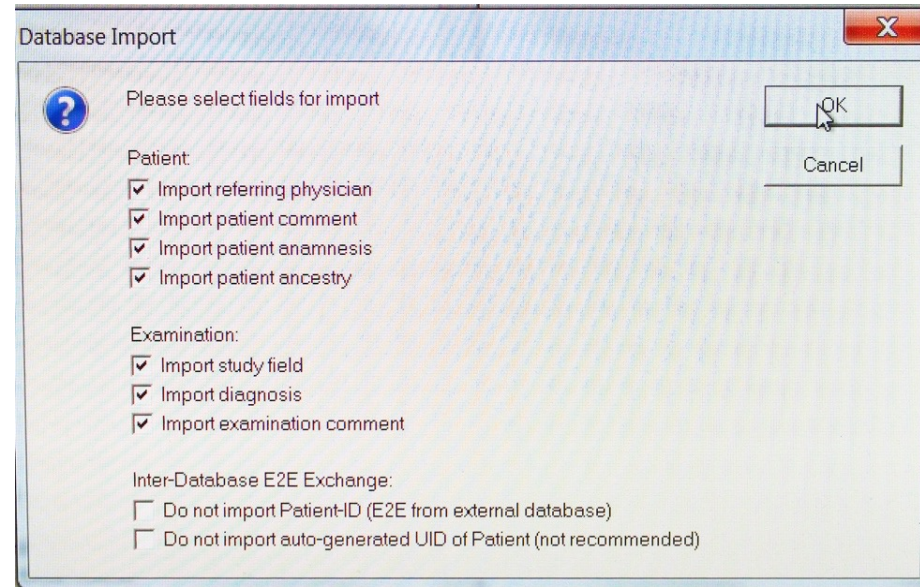 Database Import
Please select fields for import
OK
Cancel
Patient:
Import referring physician
Import patient comment
Import patient anamnesis
Import patient ancestry
Examination:
Import study field
Import diagnosis
Import examination comment
Inter-Database E2E Exchange:
Do not import Patient-ID (E2E from external database)
Do not import auto-generated UID of Patient (not recommended)